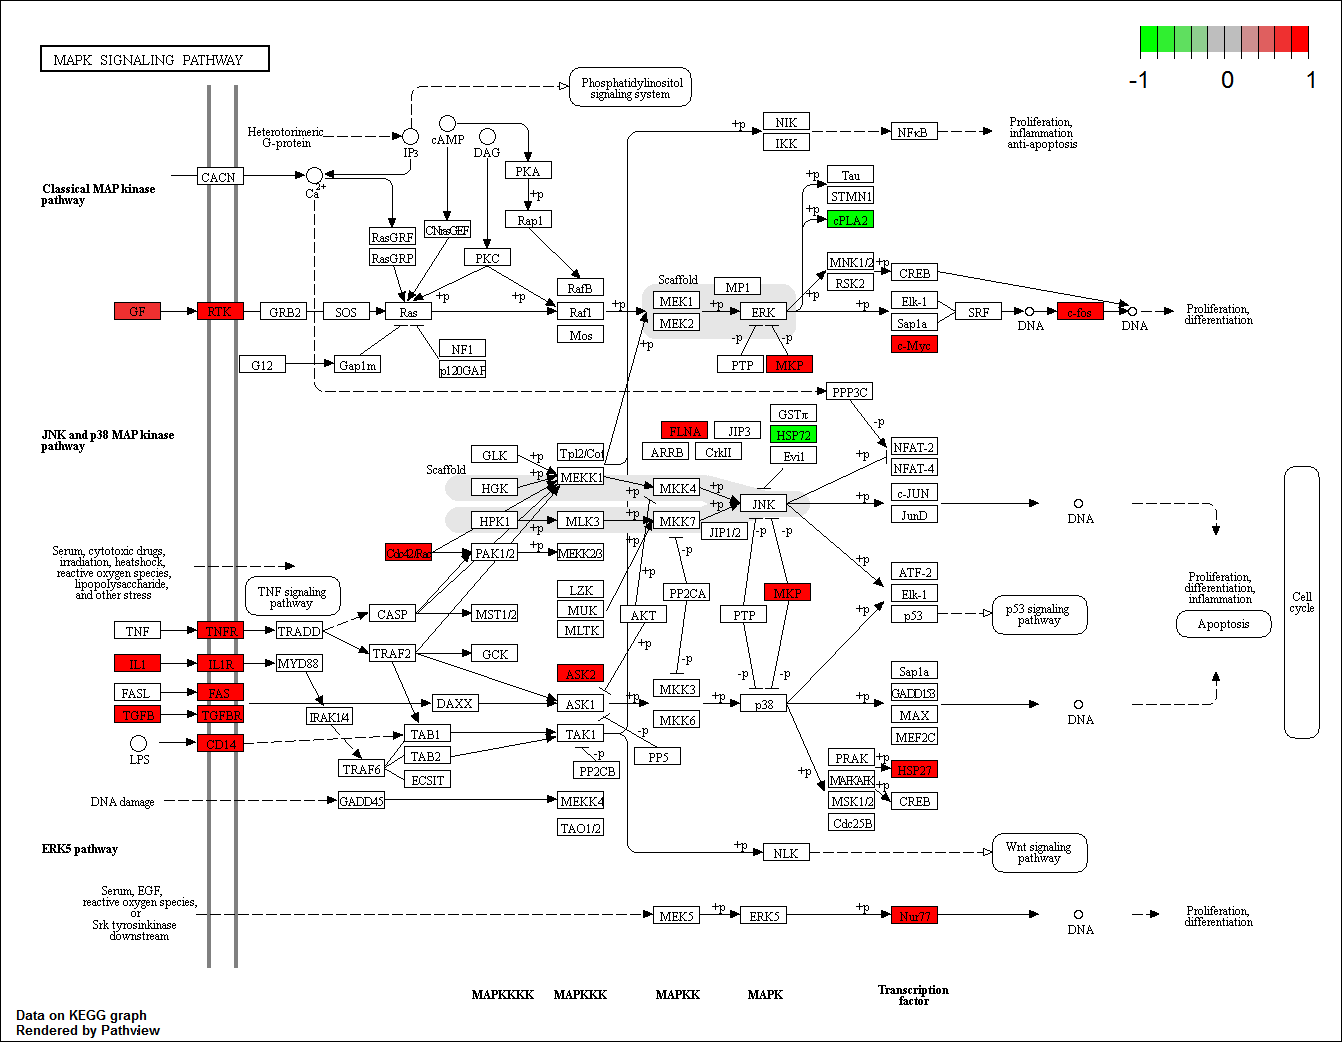 MAPK SIGNALING PATHWAY
-1 0 1
Phosphatidylinositol
signaling system
Heterotorimeric
G-protein
IP3
cAMP
DAG
+p
NIK
IKK
NFκB
Proliferation,
inflammation
anti-apoptosis
CACN
Ca2+
PKA
+p
Rap1
Classical MAP kinase
pathway
+p
Tau
STMN1
+p
cPLA2
RasGRF
RasGRP
CNrasGEF
PKC
RafB
Scaffold
MP1
MNK1/2
RSK2
+p
CREB
GF
RTK
GRB2
SOS
Ras
+p
+p
Raf1
Mos
+p
MEK1
MEK2
+p
ERK
+p
+p
Elk-1
Sap1a
c-Myc
SRF
DNA
c-fos
DNA
Proliferation,
differentiation
G12
Gap1m
NF1
p120GAP
+p
-p
-p
PTP
MKP
PPP3C
-p
JNK and p38 MAP kinase
pathway
Scaffold
GLK
HGK
HPK1
PAK1/2
+p
+p
+p
+p
Tpl2/Cot
MEKK1
MLK3
MEKK2/3
LZK
MUK
MLTK
+p
+p
FLNA
JIP3
ARRB
CrkII
GSTπ
HSP72
Evi1
MKK4
MKK7
+p
+p
JNK
JIP1/2
+p
+p
+p
+p
NFAT-2
NFAT-4
c-JUN
JunD
DNA
ATF-2
Elk-1
p53
p53 signaling
pathway
Cdc42/Rac
Serum, cytotoxic drugs,
irradiation, heatshock,
reactive oxygen species,
lipopolysaccharide,
and other stress
TNF signaling
pathway
CASP
MST1/2
AKT
+p
+p
-p
PP2CA
-p
-p
-p
PTP
MKP
-p
-p
Proliferation,
differentiation,
inflammation
Apoptosis
Cell
cycle
TNF
TNFR
TRADD
TRAF2
GCK
IL1
IL1R
MYD88
FASL
FAS
TGFB
TGFBR
IRAK1/4
DAXX
ASK2
ASK1
+p
MKK3
MKK6
+p
p38
+p
+p
Sap1a
GADD153
MAX
MEF2C
DNA
LPS
CD14
TAB1
TAB2
ECSIT
TRAF6
TAK1
-p
-p
PP2CB
PP5
PRAK
MAPKAPK
MSK1/2
Cdc25B
+p
+p
HSP27
CREB
DNA damage
GADD45
MEKK4
TAO1/2
ERK5 pathway
+p
NLK
Wnt signaling
pathway
Serum, EGF,
reactive oxygen species,
or
Srk tyrosinkinase
downstream
MEK5
+p
ERK5
+p
Nur77
DNA
Proliferation,
differentiation
MAPKKKK
MAPKKK
MAPKK
MAPK
Transcription
factor
Data on KEGG graph
Rendered by Pathview